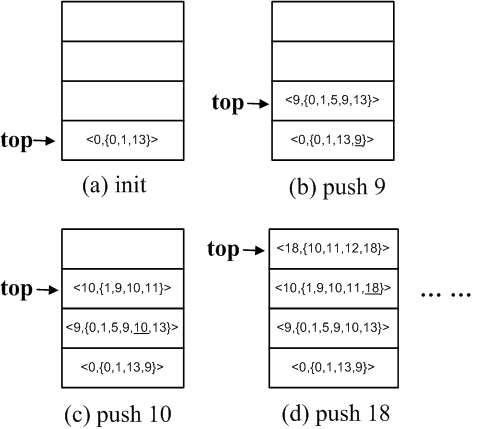 top
<0,{0,1,13}>
(a) init
top
<9,{0,1,5,9,13}>
<0,{0,1,13,9}>
(b) push 9
top
<10,{1,9,10,11}>
<9,{0,1,5,9,10,13}>
<0,{0,1,13,9}>
(c) push 10
top
<18,{10,11,12,18}>
<10,{1,9,10,11,18}>
<9,{0,1,5,9,10,13}>
<0,{0,1,13,9}>
(d) push 18
... ...